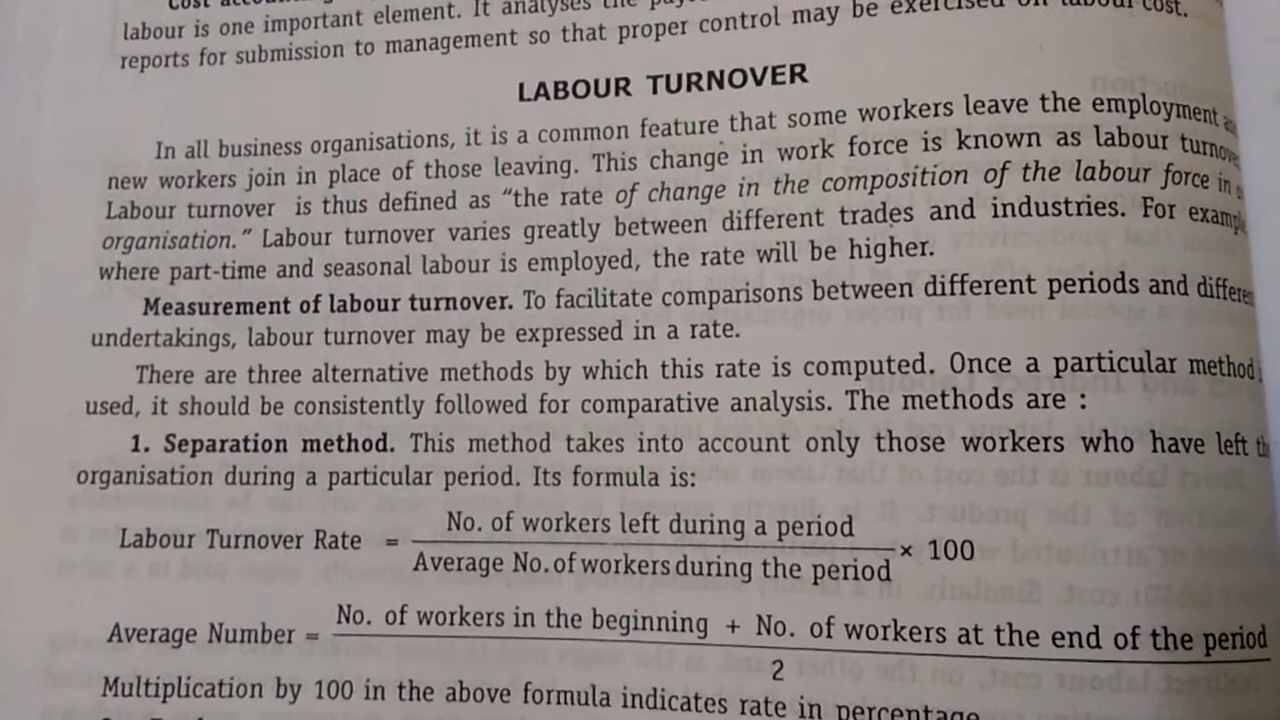 labour is one important element. It analyses the
reports for submission to management so that proper control may be exercised on labour cost.
LABOUR TURNOVER
In all business organisations, it is a common feature that some workers leave the employment
new workers join in place of those leaving. This change in work force is known as labour
Labour turnover is thus defined as “the rate of change in the composition of the labour force in
organisation.” Labour turnover varies greatly between different trades and industries. For
where part-time and seasonal labour is employed, the rate will be higher.
Measurement of labour turnover. To facilitate comparisons between different periods and
undertakings, labour turnover may be expressed in a rate.
There are three alternative methods by which this rate is computed. Once a particular method
used, it should be consistently followed for comparative analysis. The methods are :
1. Separation method. This method takes into account only those workers who have left
organisation during a particular period. Its formula is:
Labour Turnover Rate = No. of workers left during a period
Average No. of workers during the period × 100
Average Number = No. of workers in the beginning + No. of workers at the end of the period
2
Multiplication by 100 in the above formula indicates rate in percentage